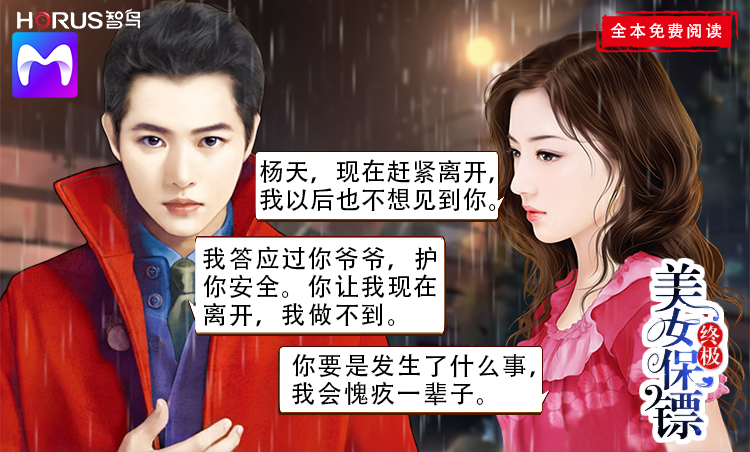 HORUS智鸟
全本免费阅读
杨天，现在赶紧离开，
我以后也不想见到你。
我答应过你爷爷，护
你安全。你让我现在
离开，我做不到。
你要是发生了什么事，
我会愧疚一辈子。
美女保镖
终极